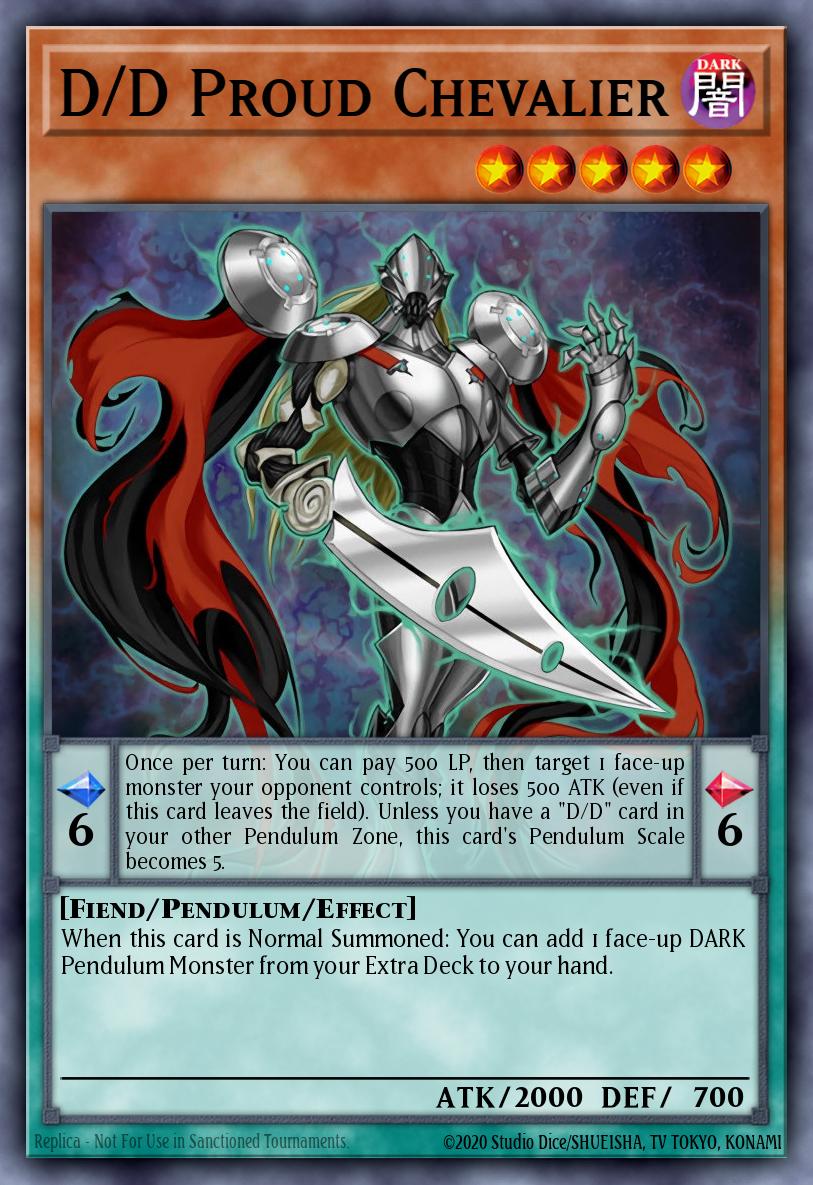 D/D Proud Chevalier
DARK
闇
Once per turn: You can pay 500 LP, then target 1 face-up
monster your opponent controls; it loses 500 ATK (even if
this card leaves the field). Unless you have a "D/D" card in
your other Pendulum Zone, this card's Pendulum Scale
becomes 5.
6
6
[Fiend/Pendulum/Effect]
When this card is Normal Summoned: You can add 1 face-up DARK
Pendulum Monster from your Extra Deck to your hand.
ATK/2000 DEF/ 700
Replica - Not For Use in Sanctioned Tournaments.
©2020 Studio Dice/SHUEISHA, TV TOKYO, KONAMI